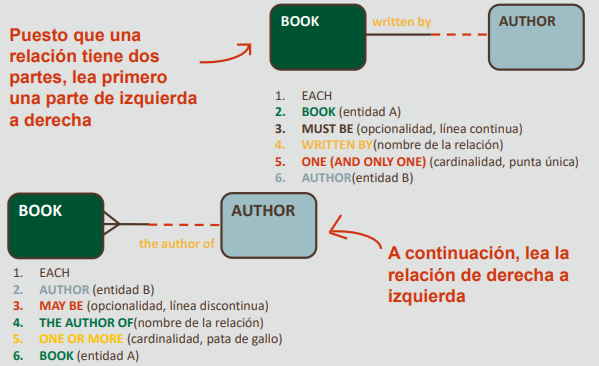 Puesto que una
relación tiene dos
partes, lea primero
una parte de izquierda
a derecha
BOOK
written by
AUTHOR
1. EACH
2. BOOK (entidad A)
3. MUST BE (opcionalidad, línea continua)
4. WRITTEN BY(nombre de la relación)
5. ONE (AND ONLY ONE) (cardinalidad, punta única)
6. AUTHOR(entidad B)
BOOK
the author of
AUTHOR
A continuación, lea la
relación de derecha a
izquierda
1. EACH
2. AUTHOR (entidad B)
3. MAY BE (opcionalidad, línea discontinua)
4. THE AUTHOR OF(nombre de la relación)
5. ONE OR MORE (cardinalidad, pata de gallo)
6. BOOK (entidad A)